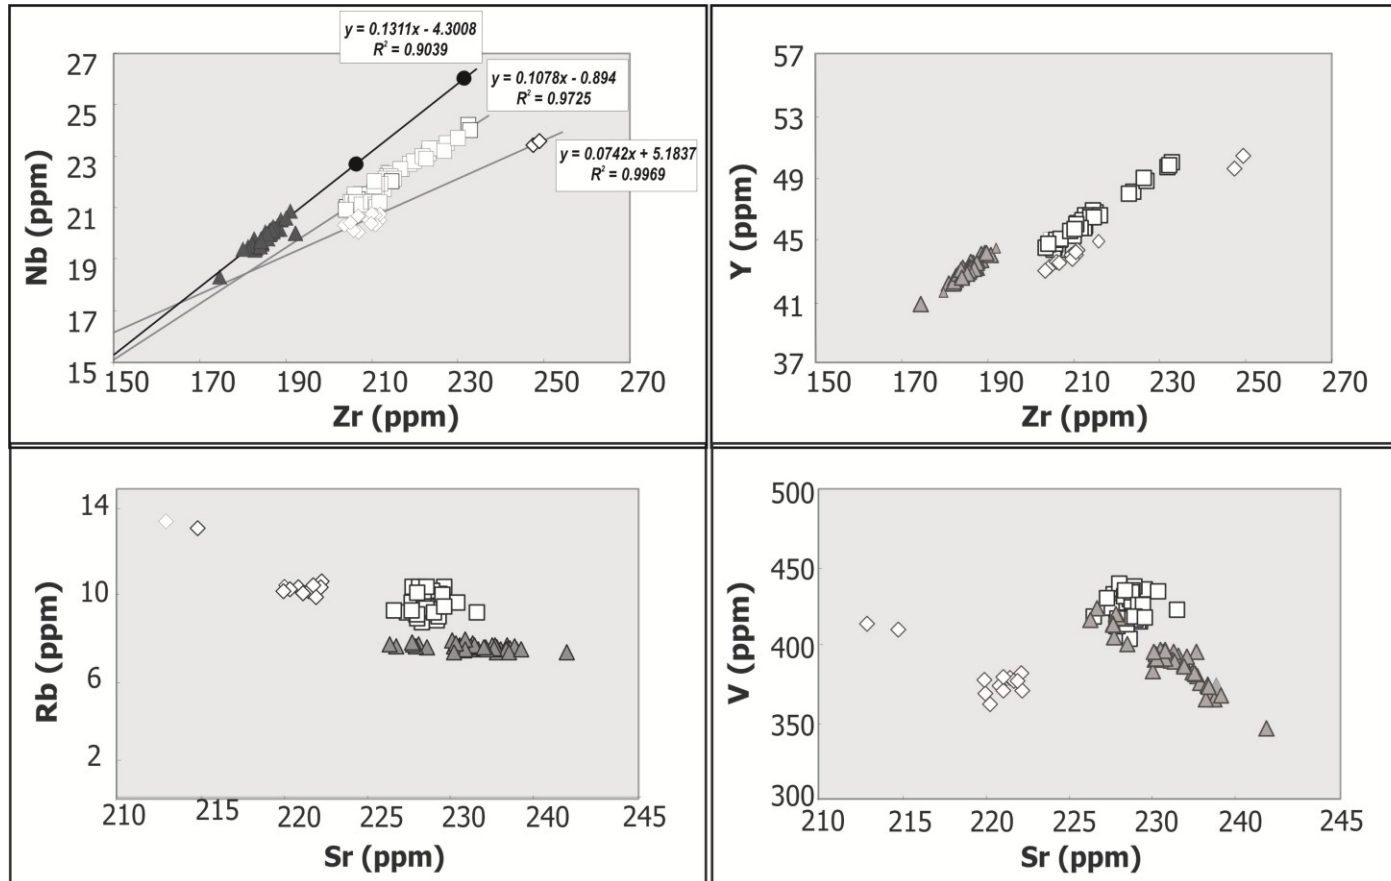 y = 0.1311x - 4.3008
R² = 0.9039
y = 0.1078x - 0.894
R² = 0.9725
y = 0.0742x + 5.1837
R² = 0.9969
27
25
23
21
19
17
15
Nb (ppm)
150 170 190 210 230 250 270
Zr (ppm)
57
53
49
45
41
37
Y (ppm)
150 170 190 210 230 250 270
Zr (ppm)
14
10
6
2
Rb (ppm)
210 215 220 225 230 235 240 245
Sr (ppm)
500
450
400
350
300
V (ppm)
210 215 220 225 230 240 245
Sr (ppm)